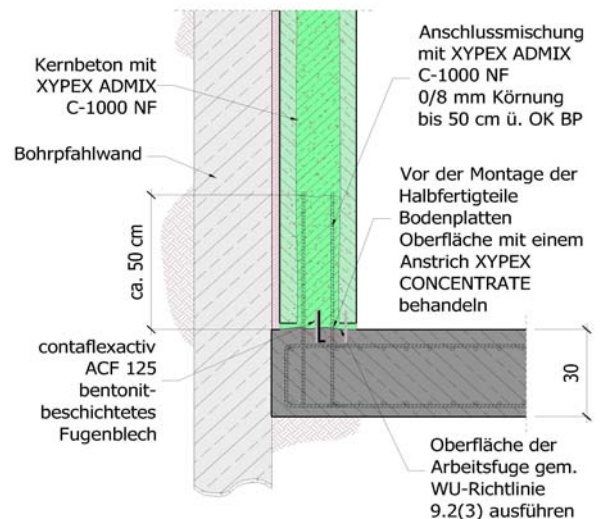 Kernbeton mit
XYPEX ADMIX
C-1000 NF
Bohrpfahlwand
ca. 50 cm
contaflexactiv
ACF 125
bentonit-
beschichtetes
Fugenblech
Anschlussmischung
mit XYPEX ADMIX
C-1000 NF
0/8 mm Körnung
bis 50 cm ü. OK BP
Vor der Montage der
Halbfertigteile
Bodenplatten
Oberfläche mit einem
Anstrich XYPEX
CONCENTRATE
behandeln
30
Oberfläche der
Arbeitsfuge gem.
WU-Richtlinie
9.2(3) ausführen